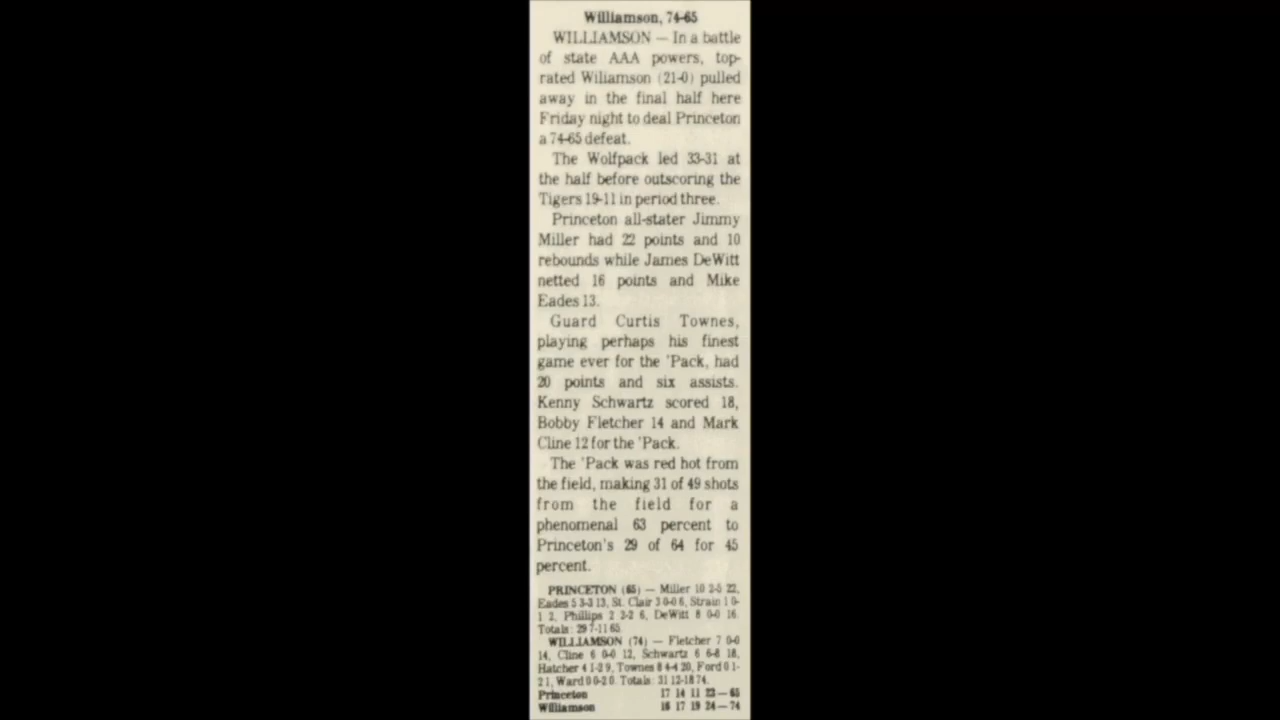 Williamson, 74-65
WILLIAMSON — In a battle
of state AAA powers, top-
rated Wiliamson (21-0) pulled
away in the final half here
Friday night to deal Princeton
a 74-65 defeat.
The Wolfpack led 33-31 at
the half before outscoring the
Tigers 19-11 in period three.
Princeton all-stater Jimmy
Miller had 22 points and 10
rebounds while James DeWitt
netted 16 points and Mike
Eades 13.
Guard Curtis Townes,
playing perhaps his finest
game ever for the 'Pack, had
20 points and six assists.
Kenny Schwartz scored 18,
Bobby Fletcher 14 and Mark
Cline 12 for the 'Pack.
The 'Pack was red hot from
the field, making 31 of 49 shots
from the field for a
phenomenal 63 percent to
Princeton's 29 of 64 for 45
percent.
PRINCETON (65) — Miller 10 2-5 22,
Eades 5 3-3 13, St. Clair 3 0-0 6, Strain 1 0-
1 2, Phillips 2 2-2 6, DeWitt 8 0-0 16.
Totals: 29 7-11 65.
WILLIAMSON (74) — Fletcher 7 0-0
14, Cline 6 0-0 12, Schwartz 6 6-8 18,
Hatcher 4 1-2 9, Townes 8 4-4 20, Ford 0 1-
2 1, Ward 0 0-2 0. Totals: 31 12-18 74.
Princeton 17 14 11 23 — 65
Williamson 16 17 19 24 — 74